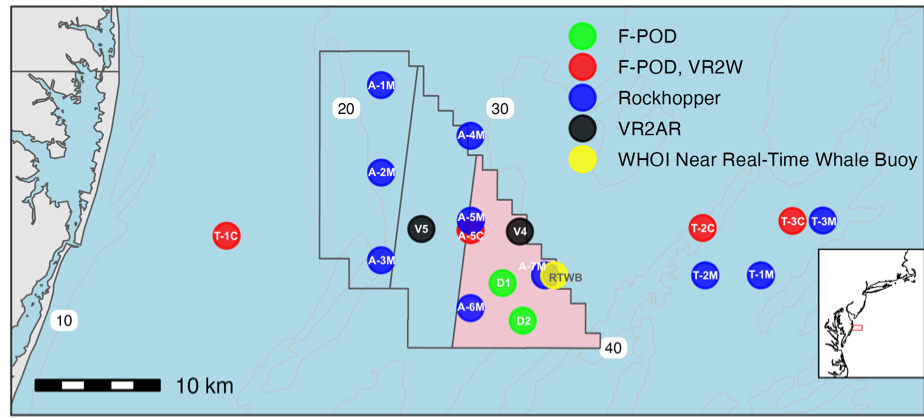 F-POD
F-POD, VR2W
Rockhopper
VR2AR
WHOI Near Real-Time Whale Buoy
A-1M
20
30
A-4M
A-2M
A-5M
A-5C
V5
V4
T-1C
T-2C
T-3C
T-3M
A-3M
A-7M
RTWB
D1
T-2M
T-1M
A-6M
D2
10
40
10 km